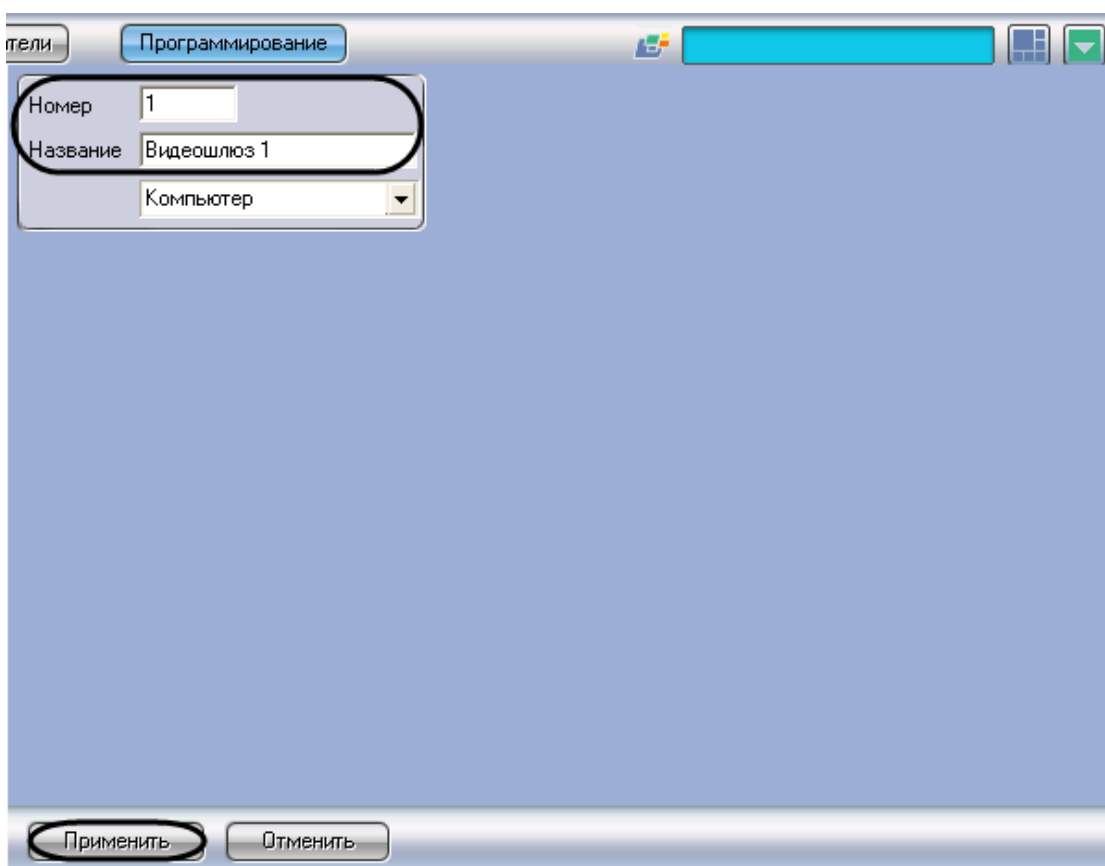 тели Программирование
Номер 1
Название Видеошлюз 1
Компьютер
Применить Отменить